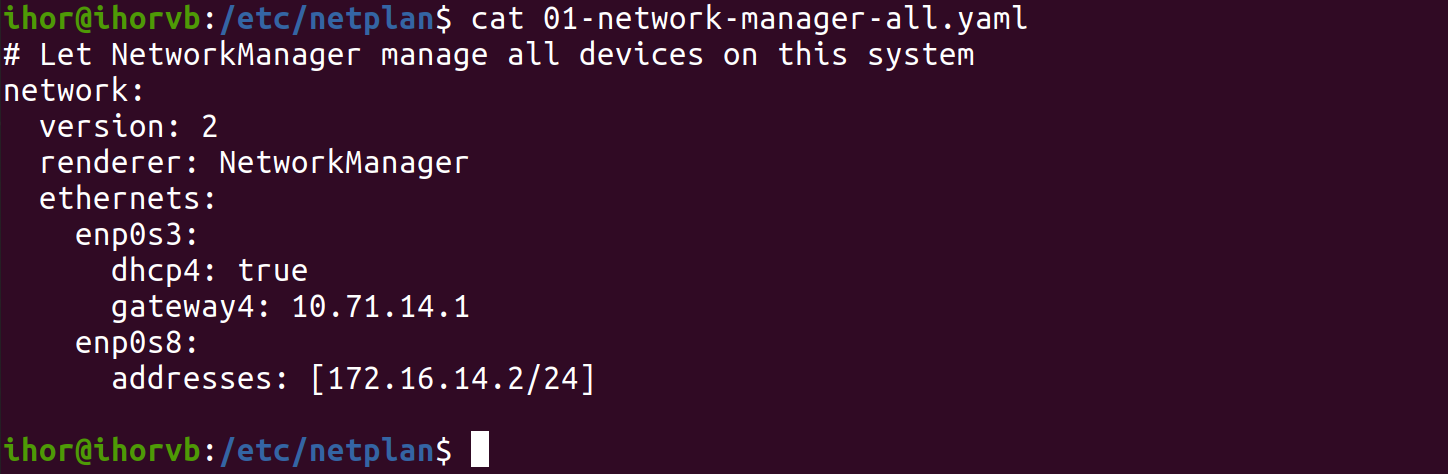 ihor@ihorvb:/etc/netplan$ cat 01-network-manager-all.yaml
# Let NetworkManager manage all devices on this system
network:
  version: 2
  renderer: NetworkManager
  ethernets:
    enp0s3:
      dhcp4: true
      gateway4: 10.71.14.1
    enp0s8:
      addresses: [172.16.14.2/24]

ihor@ihorvb:/etc/netplan$